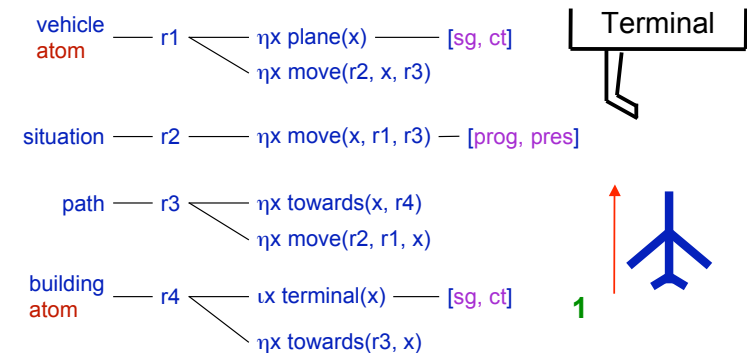 vehicle
atom — r1 — ηx plane(x) — [sg, ct]
ηx move(r2, x, r3)
situation — r2 — ηx move(x, r1, r3) — [prog, pres]
path — r3 — ηx towards(x, r4)
ηx move(r2, r1, x)
building
atom — r4 — ιx terminal(x) — [sg, ct]
ηx towards(r3, x)
Terminal
1